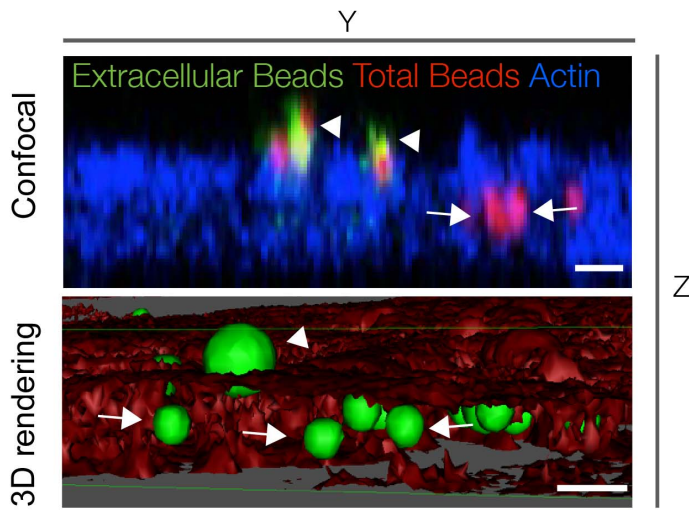 Y
Extracellular Beads Total Beads Actin
Confocal
Z
3D rendering